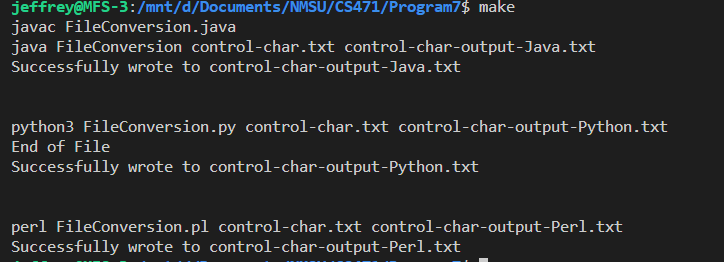 jeffrey@MFS-3:/mnt/d/Documents/NMSU/CS471/Program7$ make
javac FileConversion.java
java FileConversion control-char.txt control-char-output-Java.txt
Successfully wrote to control-char-output-Java.txt
python3 FileConversion.py control-char.txt control-char-output-Python.txt
End of File
Successfully wrote to control-char-output-Python.txt
perl FileConversion.pl control-char.txt control-char-output-Perl.txt
Successfully wrote to control-char-output-Perl.txt